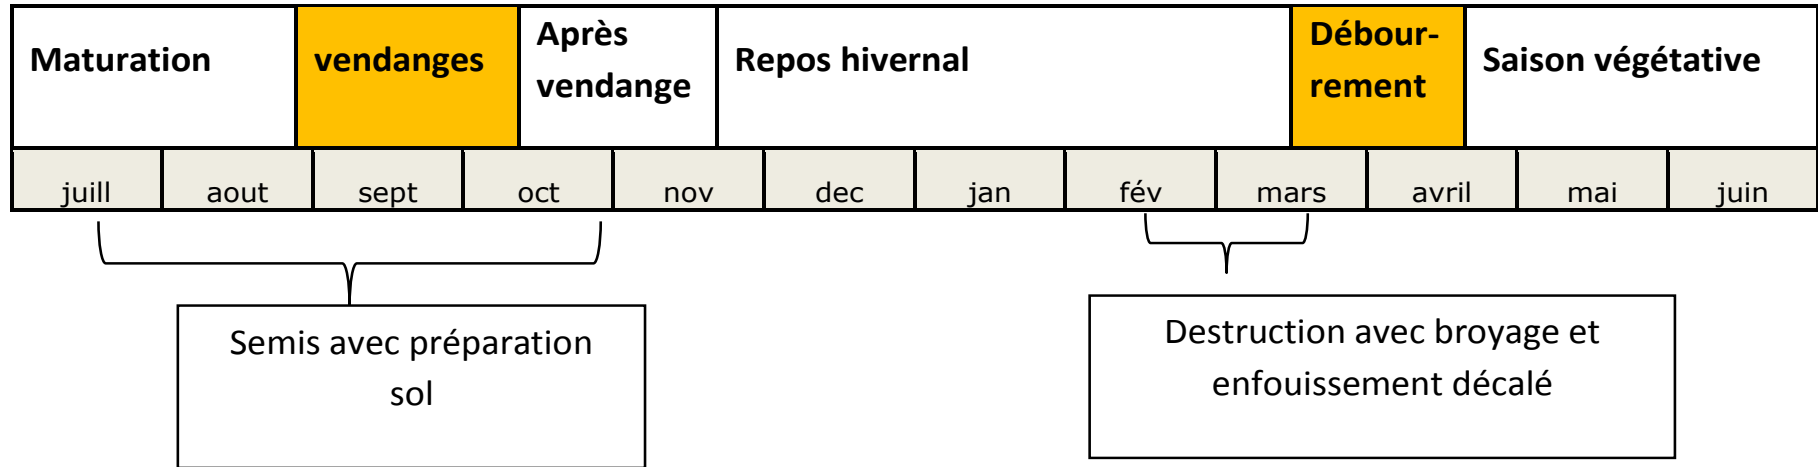 Maturation
vendanges
Après
vendange
Repos hivernal
Débour-
rement
Saison végétative
juill
aout
sept
oct
nov
dec
jan
fév
mars
avril
mai
juin
Semis avec préparation
sol
Destruction avec broyage et
enfouissement décalé